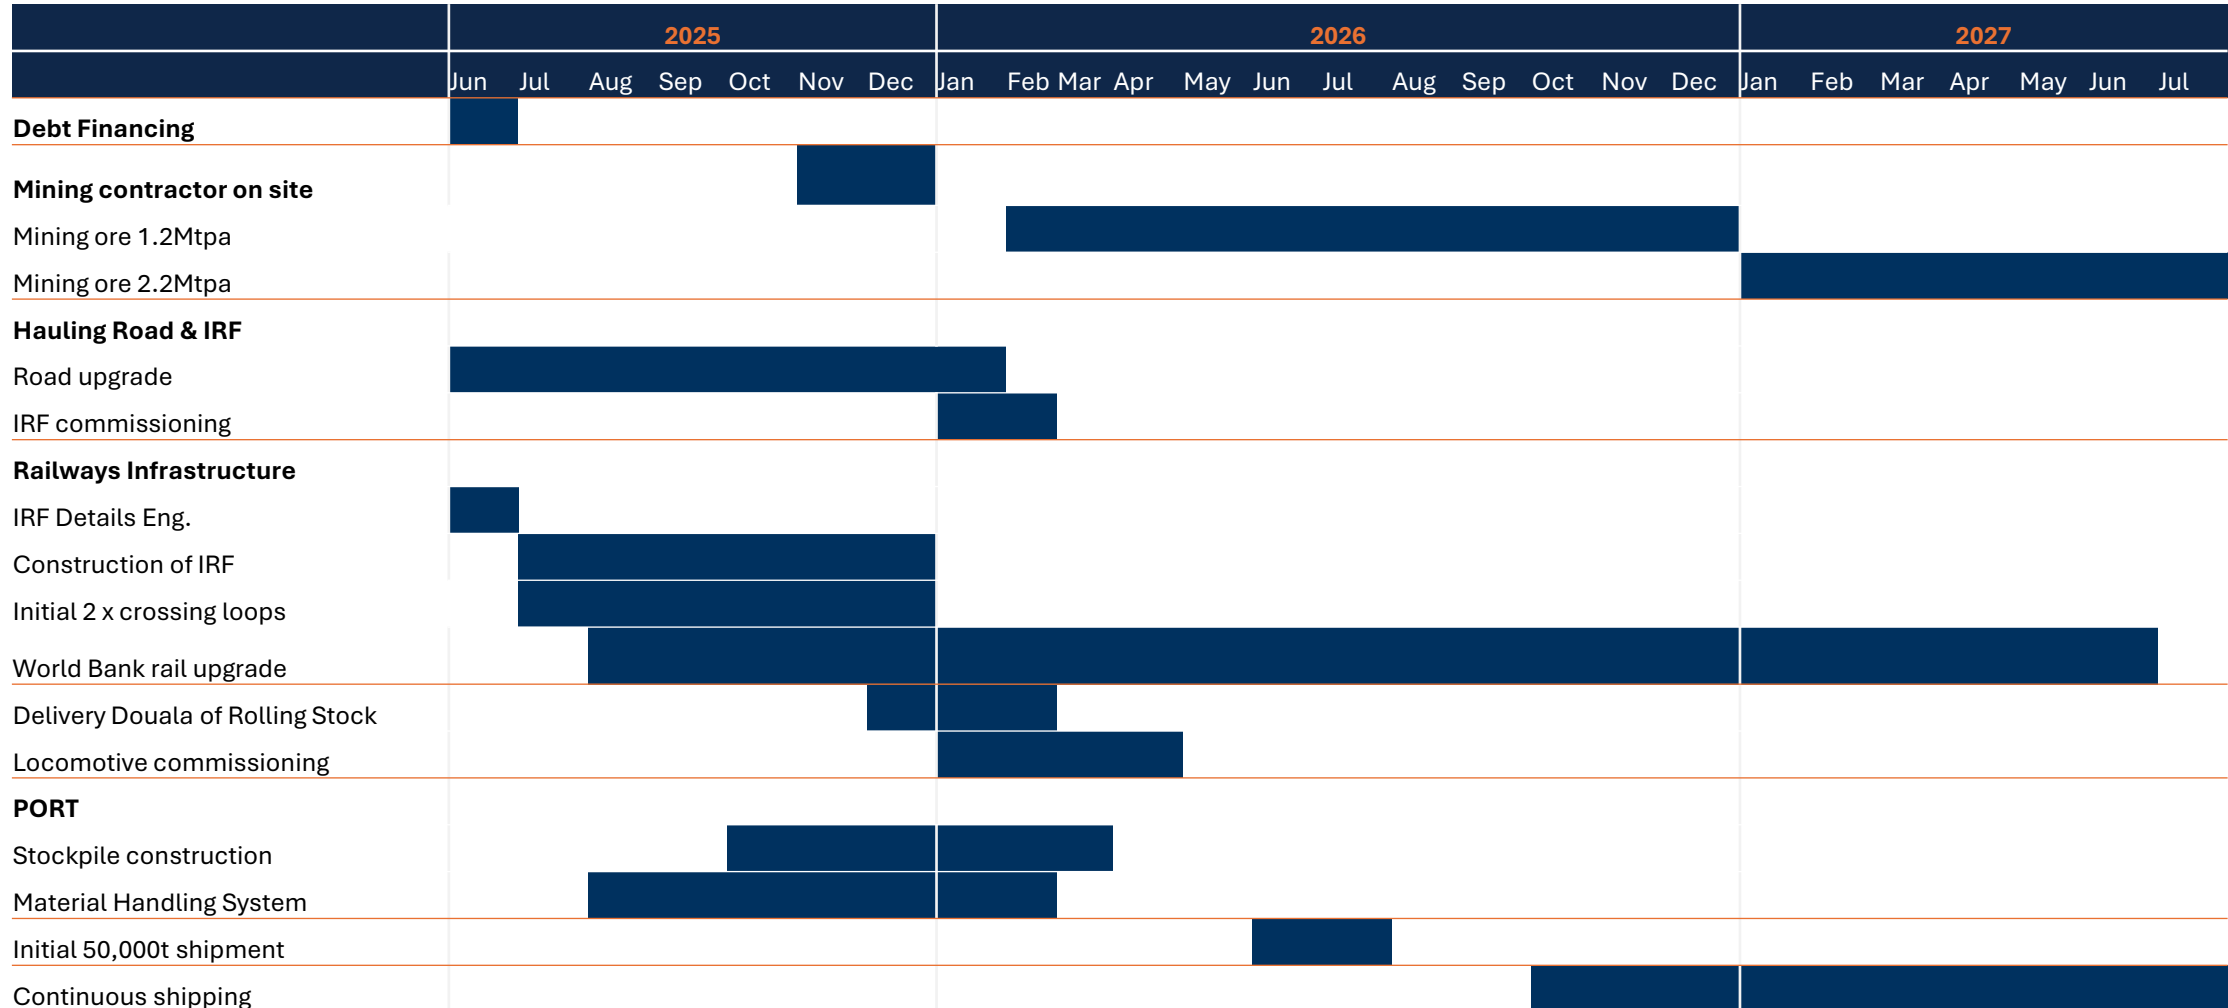 2025 2026 2027
Jun Jul Aug Sep Oct Nov Dec Jan Feb Mar Apr May Jun Jul Aug Sep Oct Nov Dec Jan Feb Mar Apr May Jun Jul
Debt Financing
Mining contractor on site
Mining ore 1.2Mtpa
Mining ore 2.2Mtpa
Hauling Road & IRF
Road upgrade
IRF commissioning
Railways Infrastructure
IRF Details Eng.
Construction of IRF
Initial 2 x crossing loops
World Bank rail upgrade
Delivery Douala of Rolling Stock
Locomotive commissioning
PORT
Stockpile construction
Material Handling System
Initial 50,000t shipment
Continuous shipping